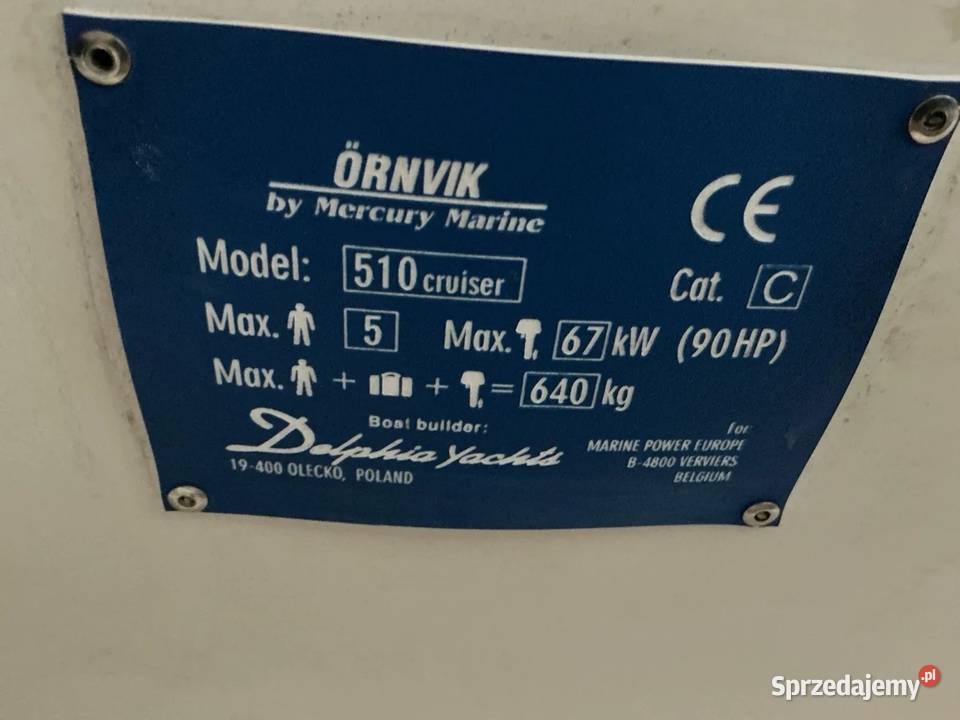 ÖRNVIK
by Mercury Marine
CE
Model: 510 cruiser
Cat. C
Max. 5 Max. 67 kW (90 HP)
Max. + + = 640 kg
Boat builder:
Delphia Yachts
19-400 OLECKO, POLAND
For
MARINE POWER EUROPE
B-4800 VERVIERS
BELGIUM
Sprzedajemy.pl